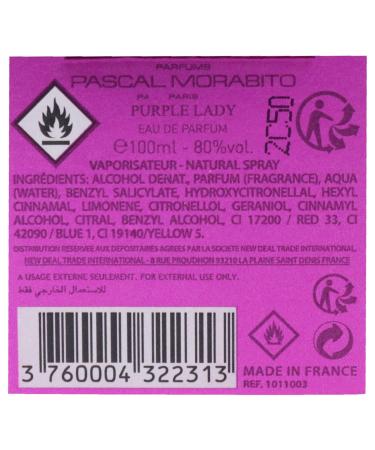 PARFUMS
PASCAL MORABITO
PARIS
PURPLE LADY
EAU DE PARFUM
℮100ml - 80%vol.
2C50
VAPORISATEUR - NATURAL SPRAY
INGRÉDIENTS: ALCOHOL DENAT., PARFUM (FRAGRANCE), AQUA
(WATER), BENZYL SALICYLATE, HYDROXYCITRONELLAL, HEXYL
CINNAMAL, LIMONENE, CITRONELLOL, GERANIOL, CINNAMYL
ALCOHOL, CITRAL, BENZYL ALCOHOL, CI 17200 / RED 33, CI
42090 / BLUE 1, CI 19140/YELLOW 5.
DISTRIBUTION RESERVEE AUX DEPOSITAIRES AGREES PAR LA SOCIETE NEW DEAL TRADE INTERNATIONAL.
NEW DEAL TRADE INTERNATIONAL - 8 RUE PROUDHON 93210 LA PLAINE SAINT DENIS FRANCE
A USAGE EXTERNE SEULEMENT. FOR EXTERNAL USE ONLY.
للاستعمال الخارجي فقط
3 760004 322313
MADE IN FRANCE
REF. 1011003